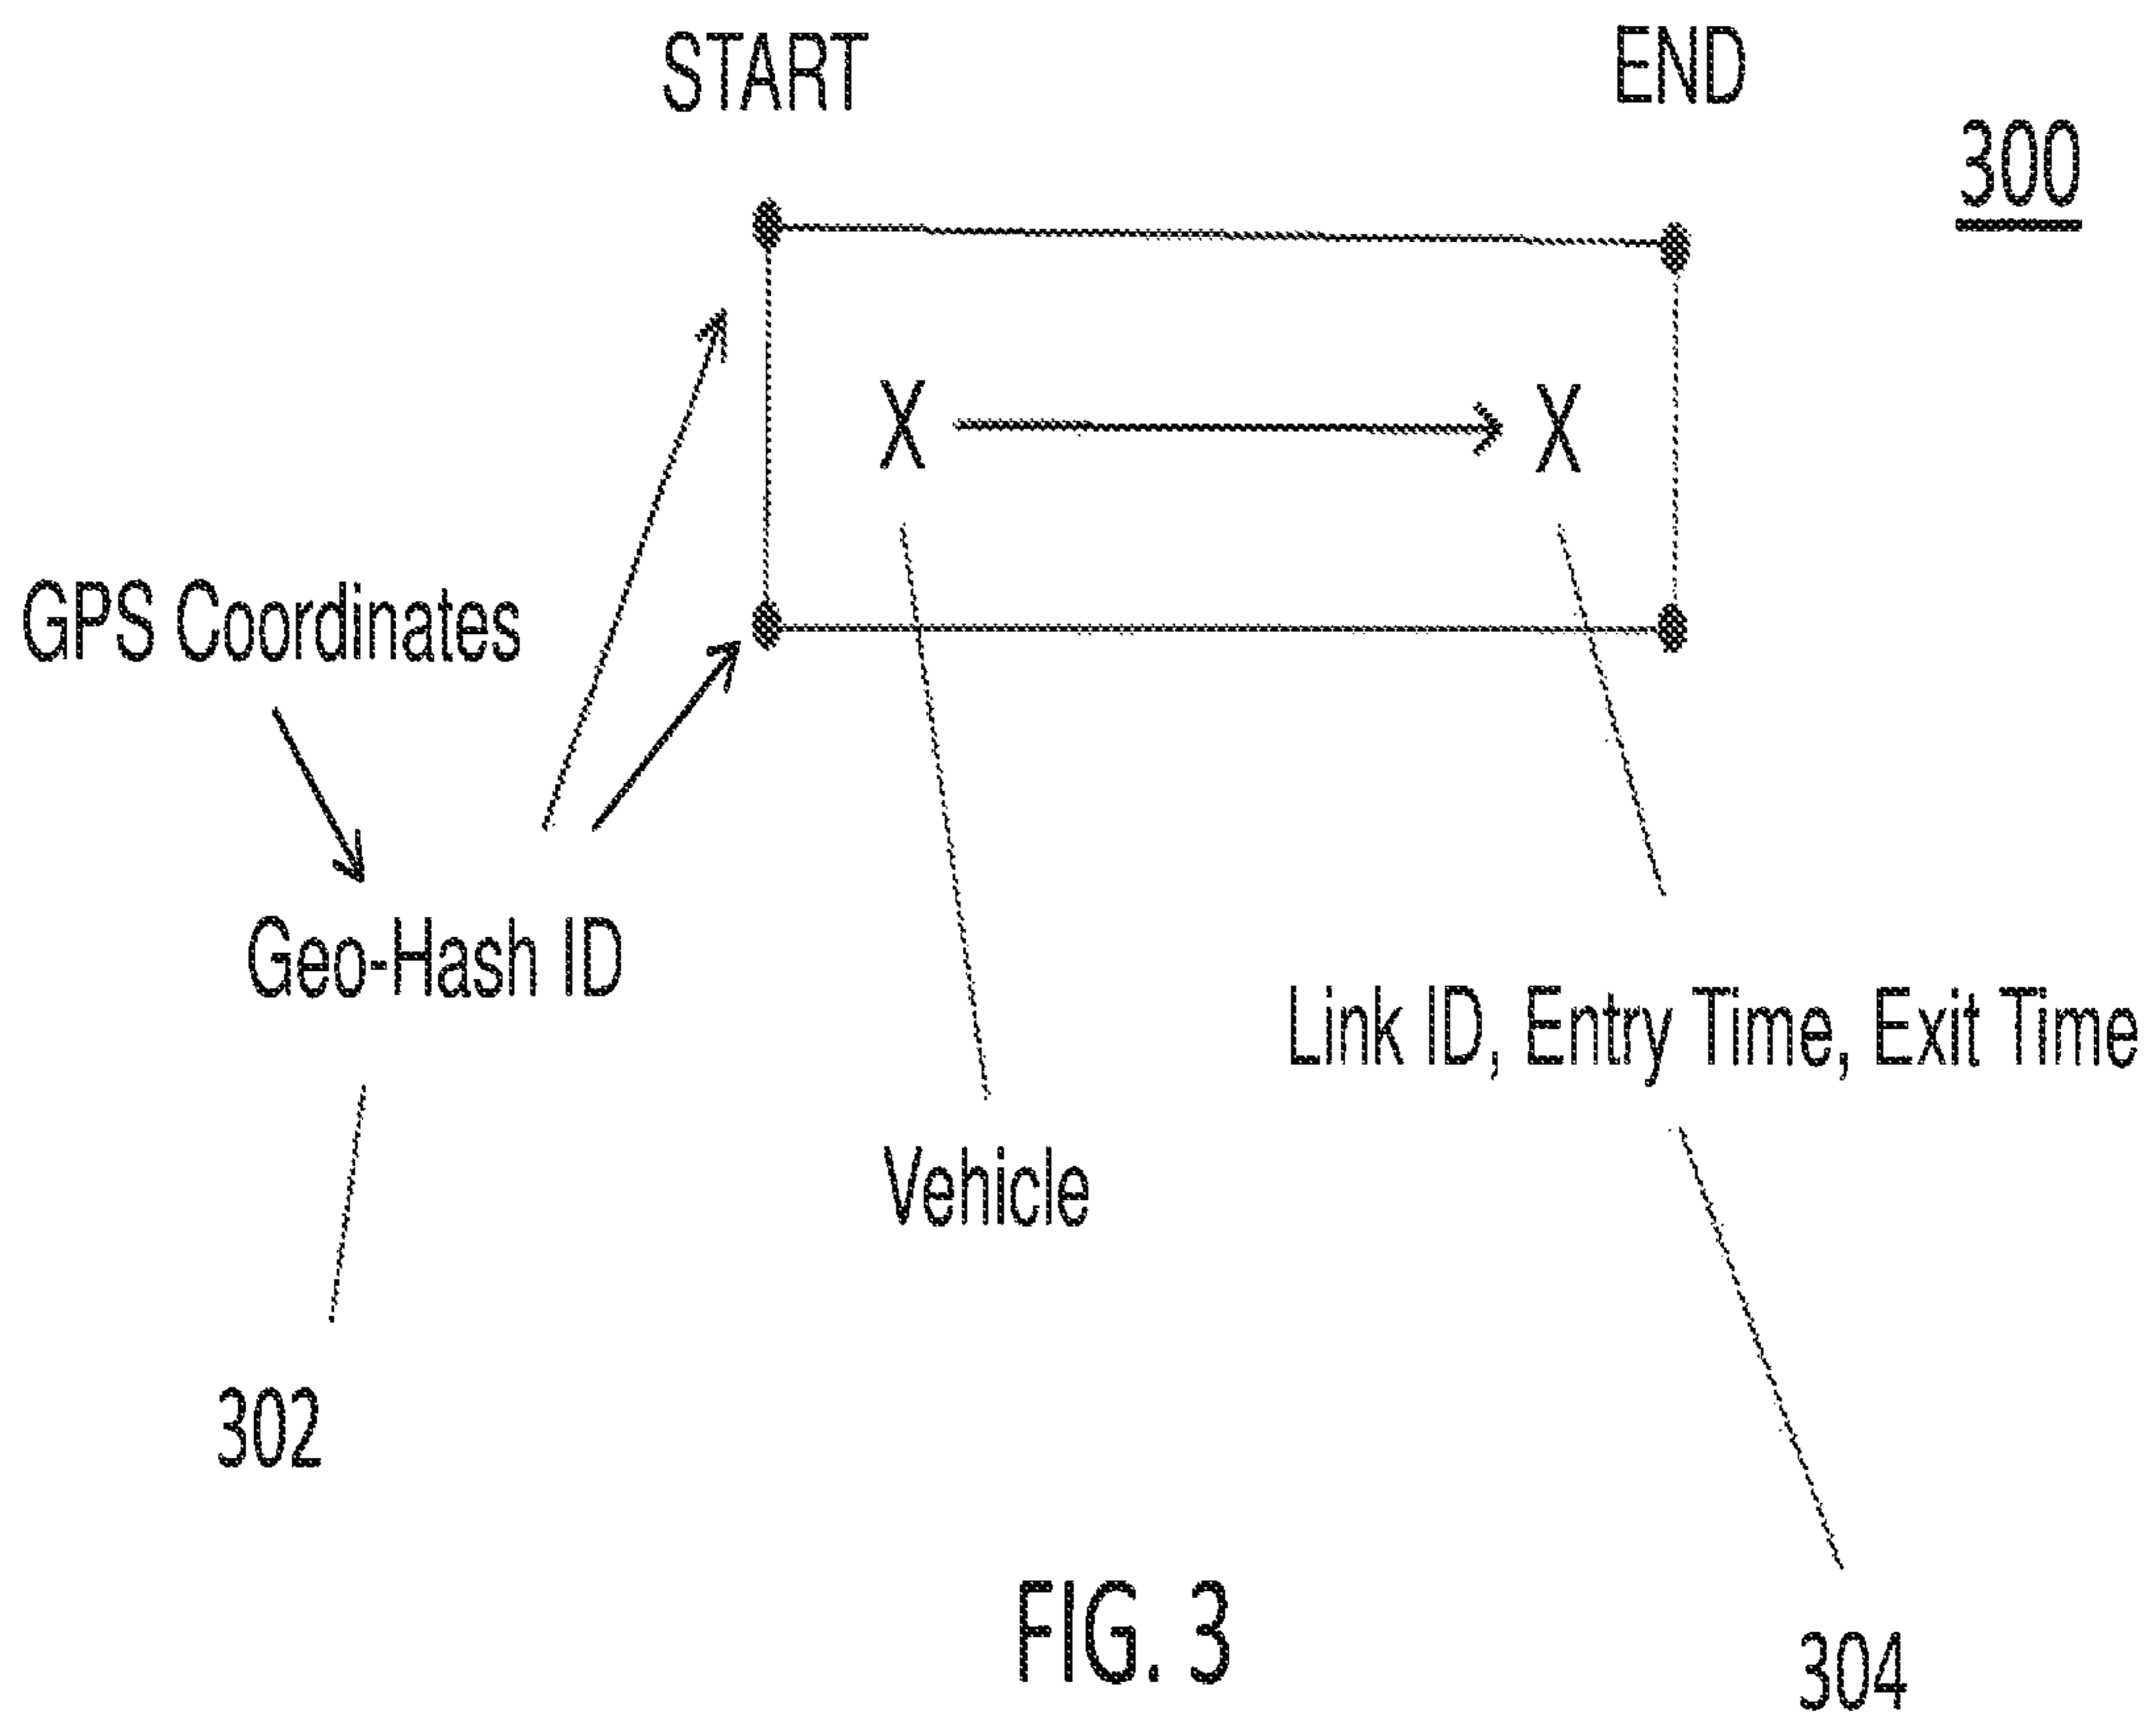 START
END
300
X
X
GPS Coordinates
Geo-Hash ID
Link ID, Entry Time, Exit Time
Vehicle
302
304
FIG. 3